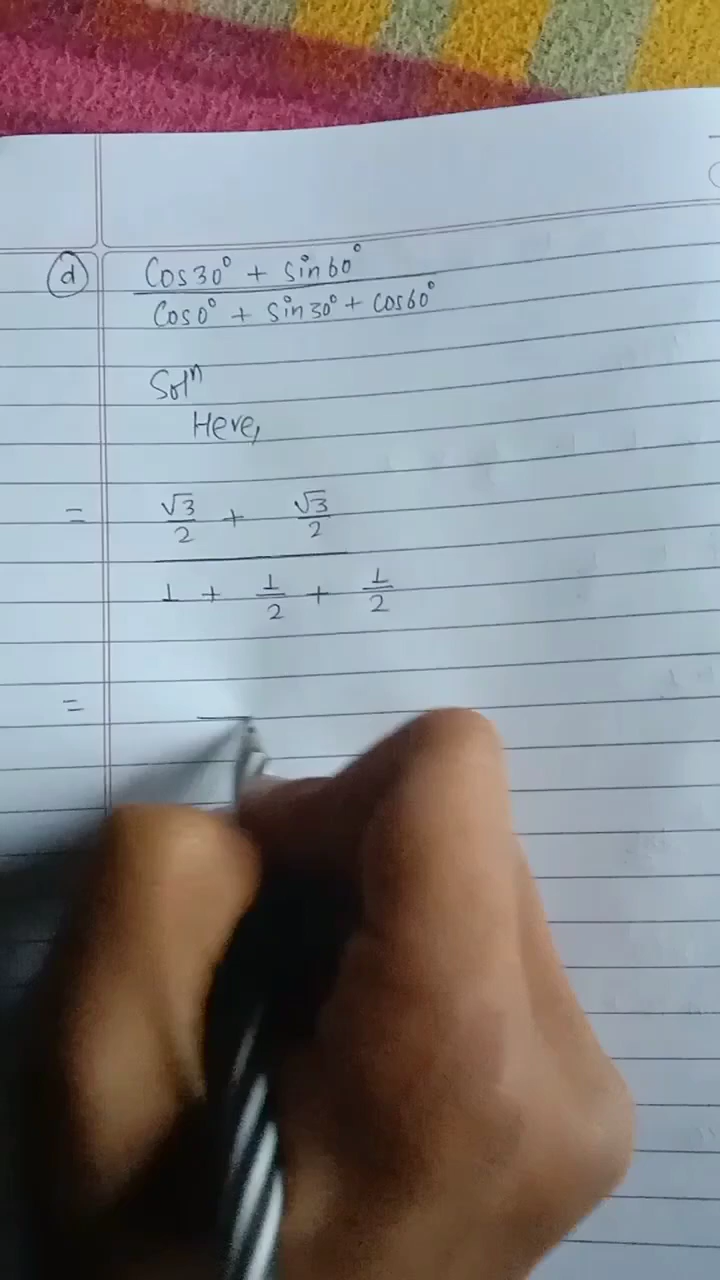 (d) Cos30° + Sin60°
Cos0° + Sin30° + Cos60°
Solⁿ
Here,
= √3/2 + √3/2
1 + 1/2 + 1/2
=